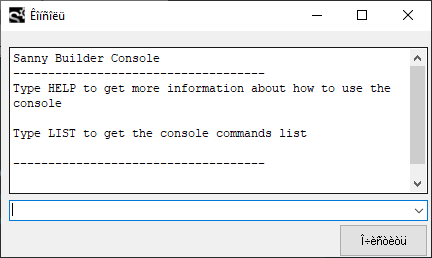 Êîíñîëü
Sanny Builder Console
------------------------------------
Type HELP to get more information about how to use the
console
Type LIST to get the console commands list
------------------------------------
Î÷èñòèòü